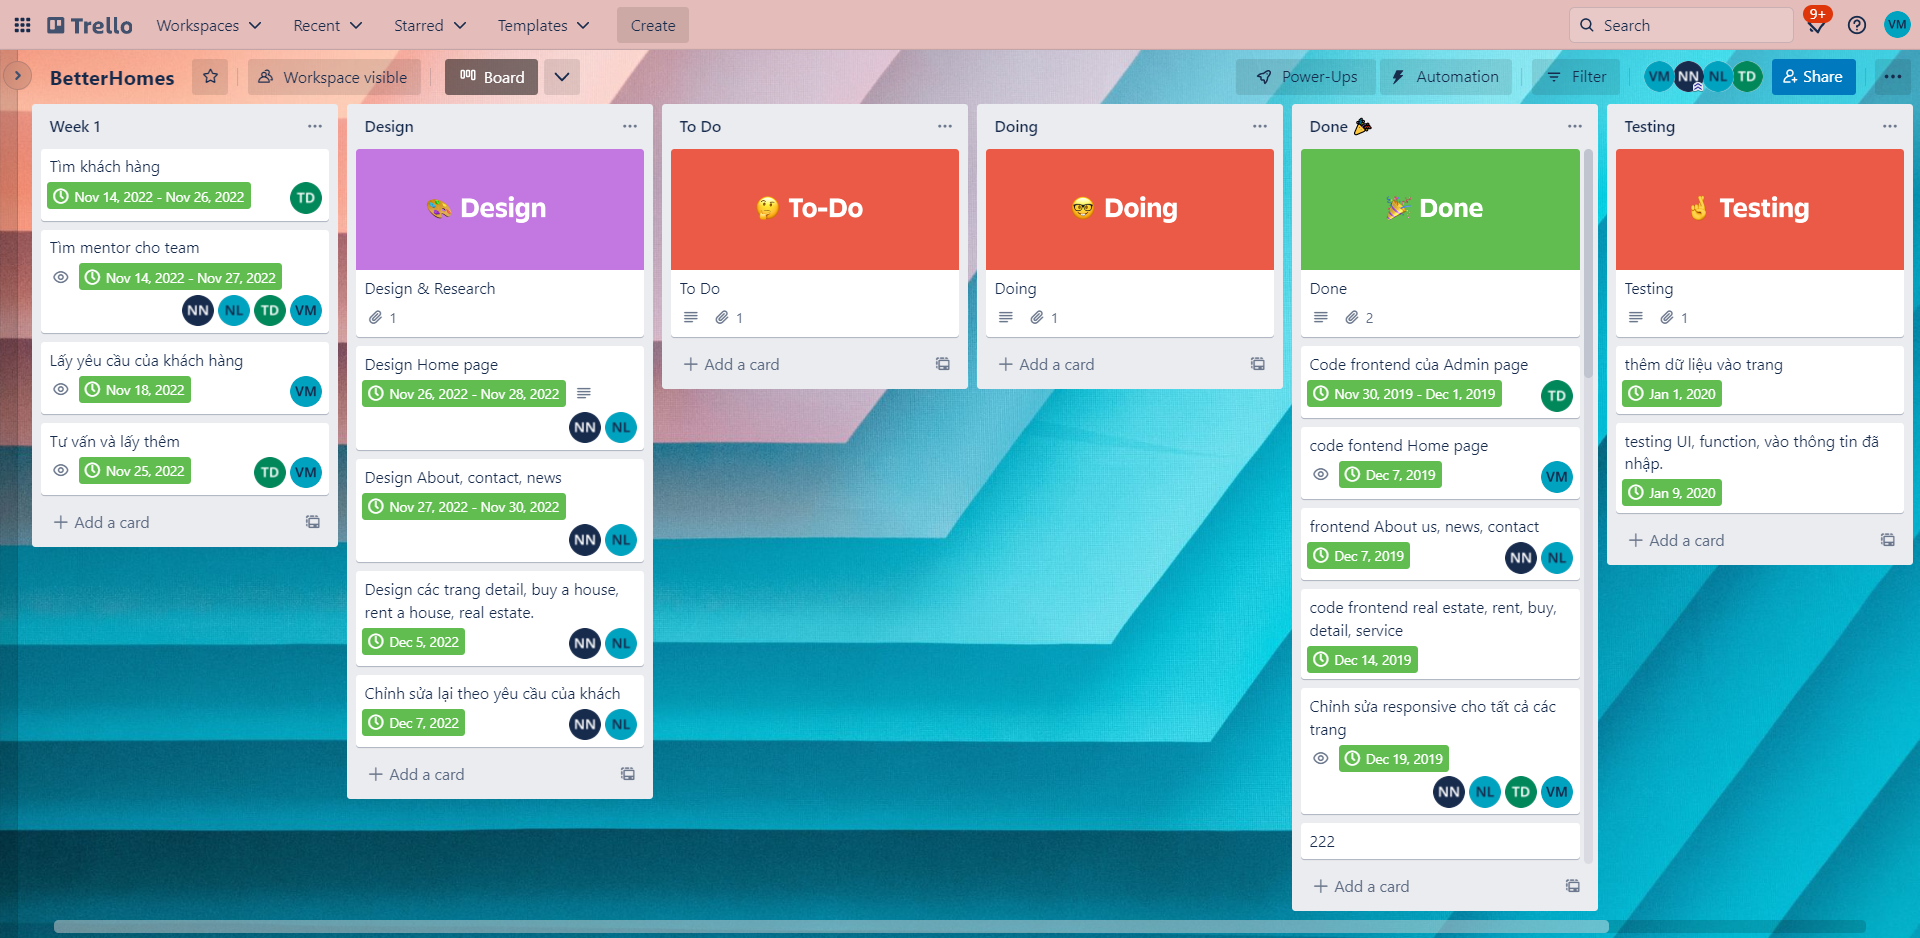 Trello
Workspaces
Recent
Starred
Templates
Create
Search
9+
VM
BetterHomes
Workspace visible
Board
Power-Ups
Automation
Filter
VM NN NL TD
Share
Week 1
Tìm khách hàng
Nov 14, 2022 - Nov 26, 2022
TD
Tìm mentor cho team
Nov 14, 2022 - Nov 27, 2022
NN NL TD VM
Lấy yêu cầu của khách hàng
Nov 18, 2022
VM
Tư vấn và lấy thêm
Nov 25, 2022
TD VM
Add a card
Design
Design
Design & Research
1
Design Home page
Nov 26, 2022 - Nov 28, 2022
NN NL
Design About, contact, news
Nov 27, 2022 - Nov 30, 2022
NN NL
Design các trang detail, buy a house,
rent a house, real estate.
Dec 5, 2022
NN NL
Chỉnh sửa lại theo yêu cầu của khách
Dec 7, 2022
NN NL
Add a card
To Do
To-Do
To Do
1
Add a card
Doing
Doing
Doing
1
Add a card
Done
Done
Done
2
Code frontend của Admin page
Nov 30, 2019 - Dec 1, 2019
TD
code fontend Home page
Dec 7, 2019
VM
frontend About us, news, contact
Dec 7, 2019
NN NL
code frontend real estate, rent, buy,
detail, service
Dec 14, 2019
Chỉnh sửa responsive cho tất cả các
trang
Dec 19, 2019
NN NL TD VM
222
Add a card
Testing
Testing
Testing
1
thêm dữ liệu vào trang
Jan 1, 2020
testing UI, function, vào thông tin đã
nhập.
Jan 9, 2020
Add a card